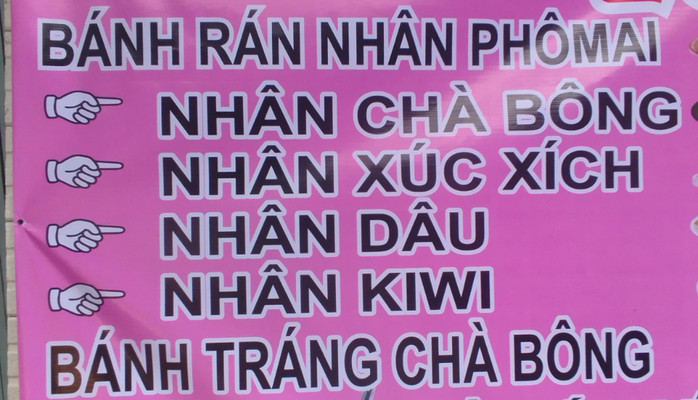 BÁNH RÁN NHÂN PHÔMAI
NHÂN CHÀ BÔNG
NHÂN XÚC XÍCH
NHÂN DÂU
NHÂN KIWI
BÁNH TRÁNG CHÀ BÔNG